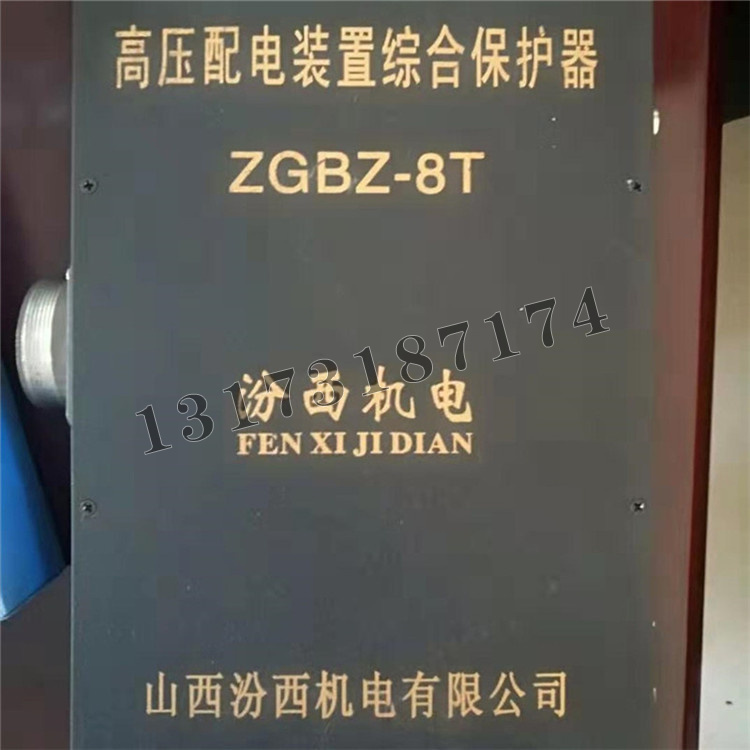 高压配电装置综合保护器
ZGBZ-8T
13173187174
汾西机电
FEN XI JI DIAN
山西汾西机电有限公司